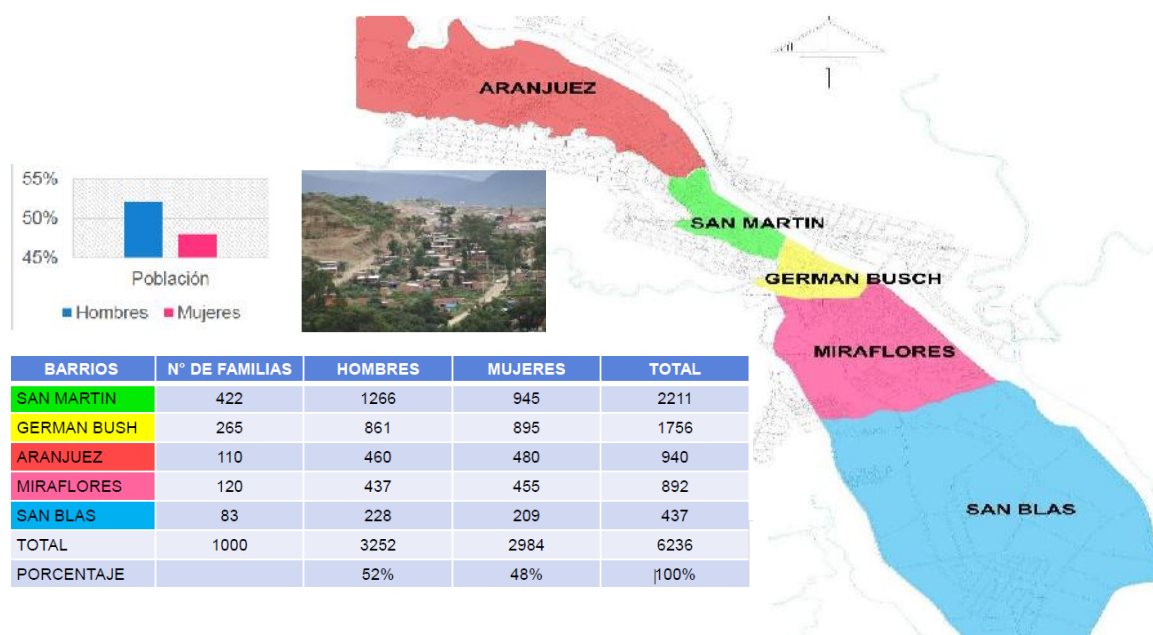 ARANJUEZ
SAN MARTIN
GERMAN BUSCH
MIRAFLORES
SAN BLAS
55%
50%
45%
Población
Hombres Mujeres
BARRIOS N° DE FAMILIAS HOMBRES MUJERES TOTAL
SAN MARTIN 422 1266 945 2211
GERMAN BUSH 265 861 895 1756
ARANJUEZ 110 460 480 940
MIRAFLORES 120 437 455 892
SAN BLAS 83 228 209 437
TOTAL 1000 3252 2984 6236
PORCENTAJE 52% 48% 100%